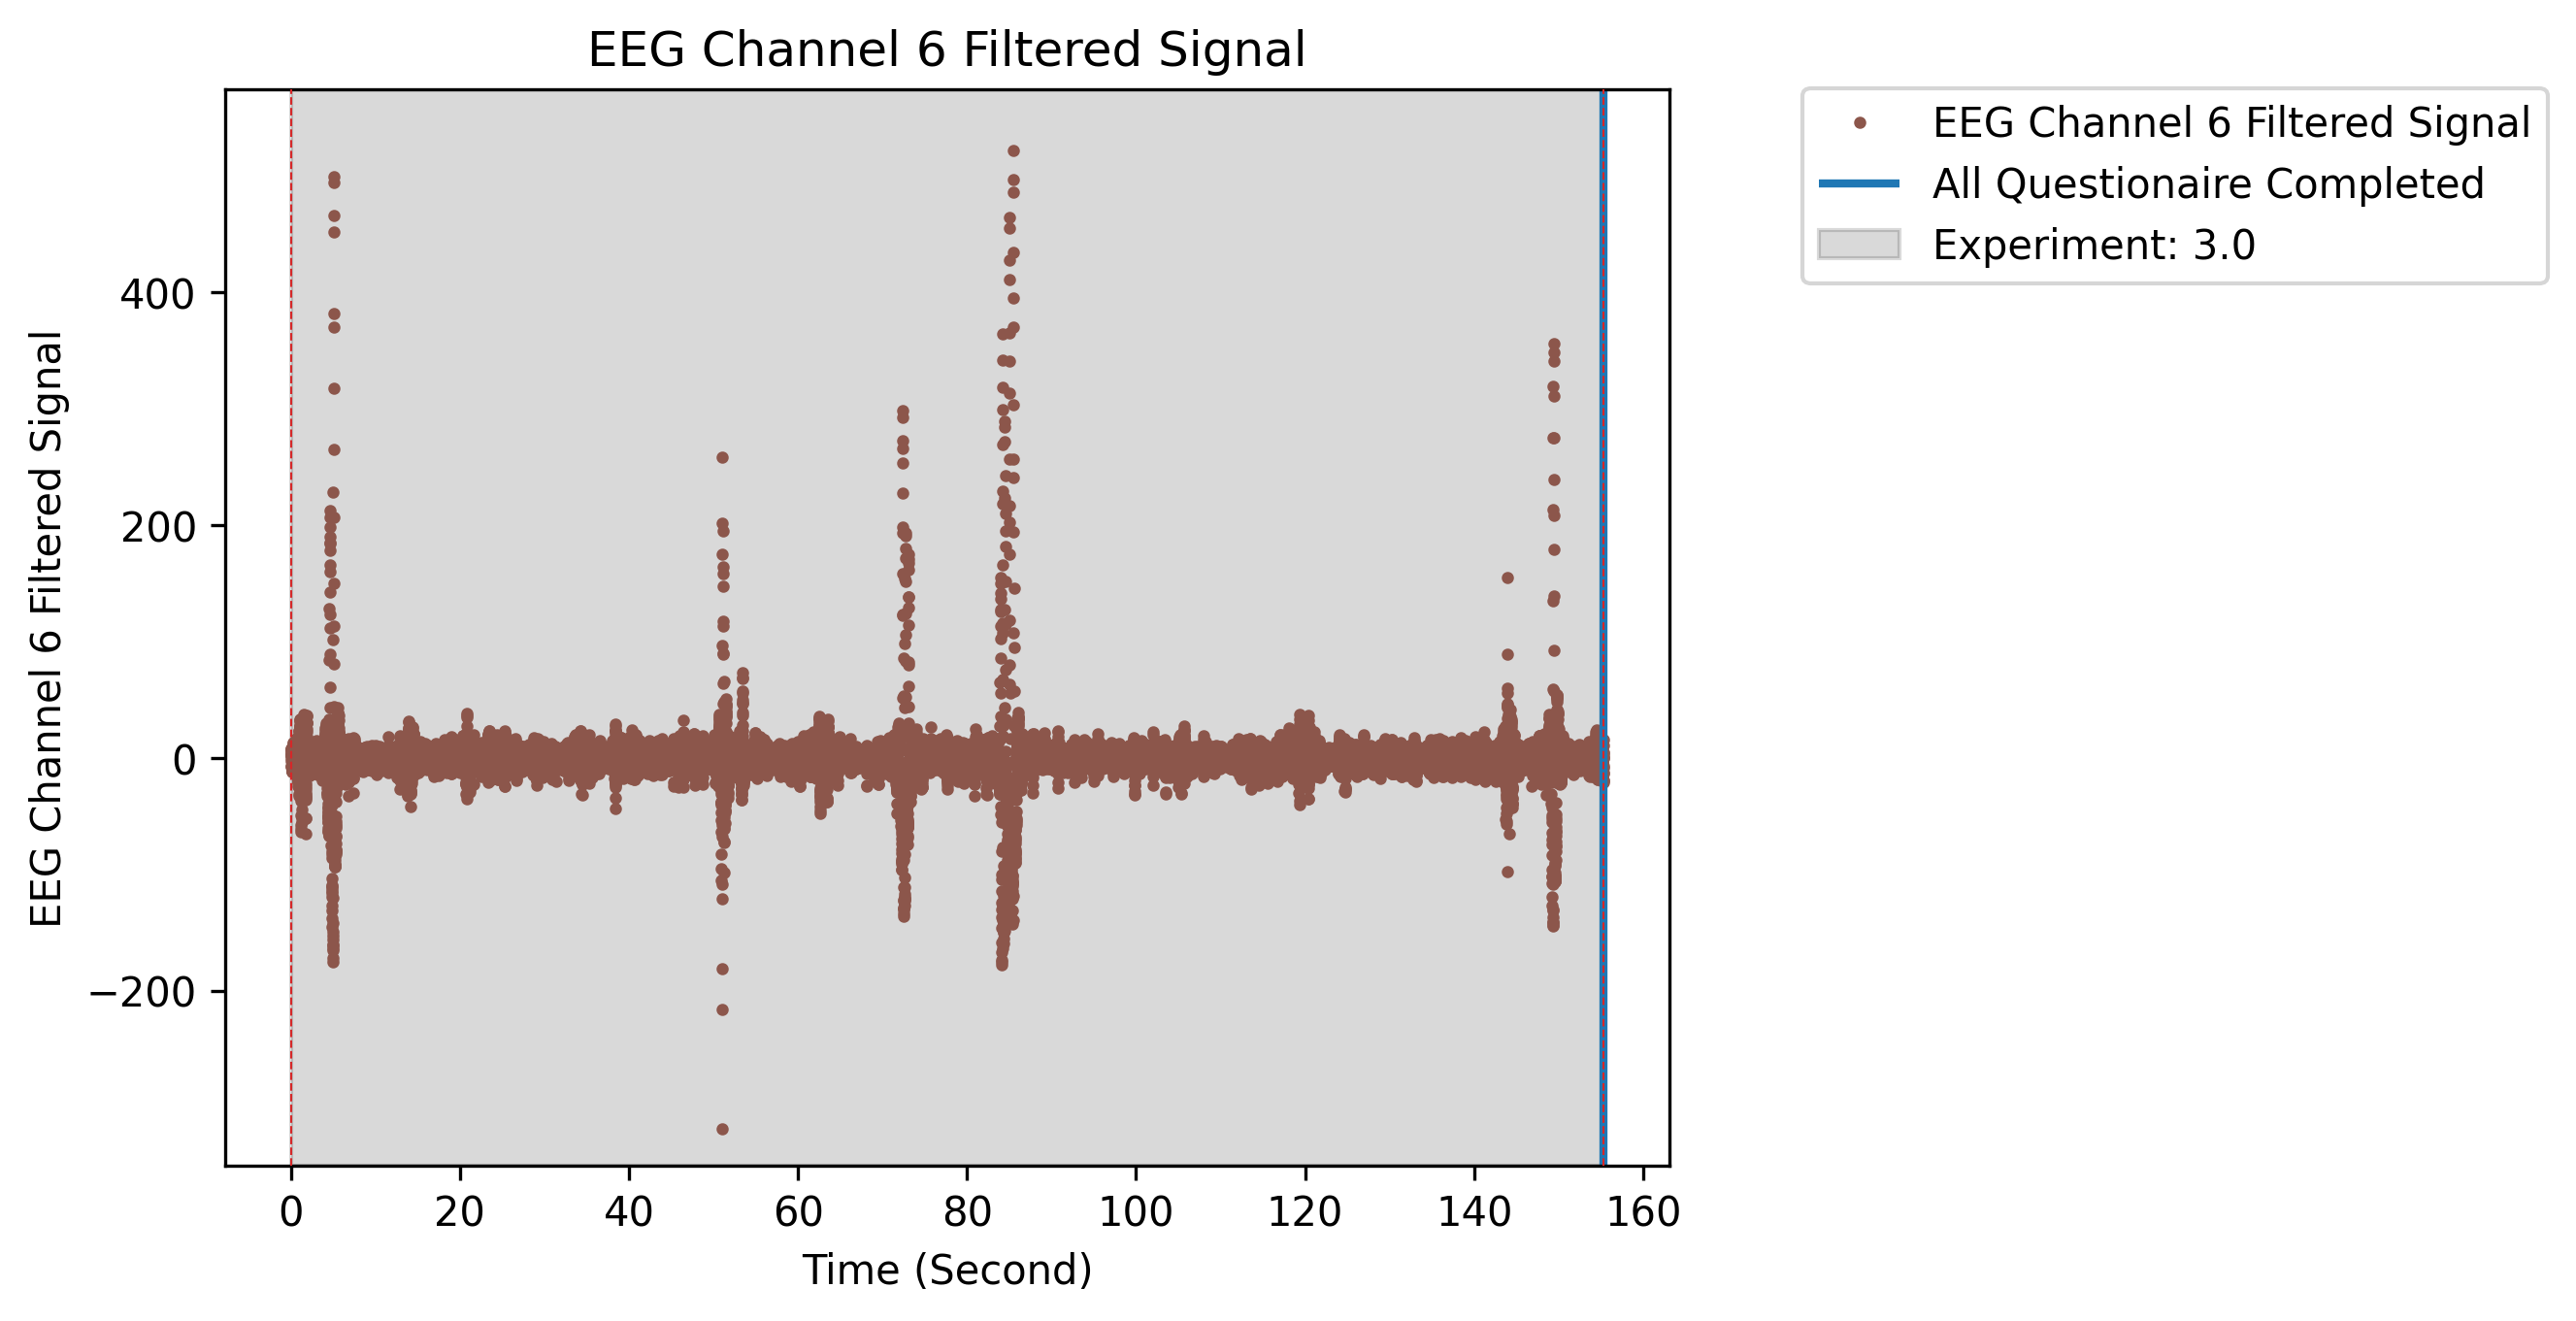 EEG Channel 6 Filtered Signal
EEG Channel 6 Filtered Signal
All Questionaire Completed
Experiment: 3.0
EEG Channel 6 Filtered Signal
400
200
0
−200
0 20 40 60 80 100 120 140 160
Time (Second)